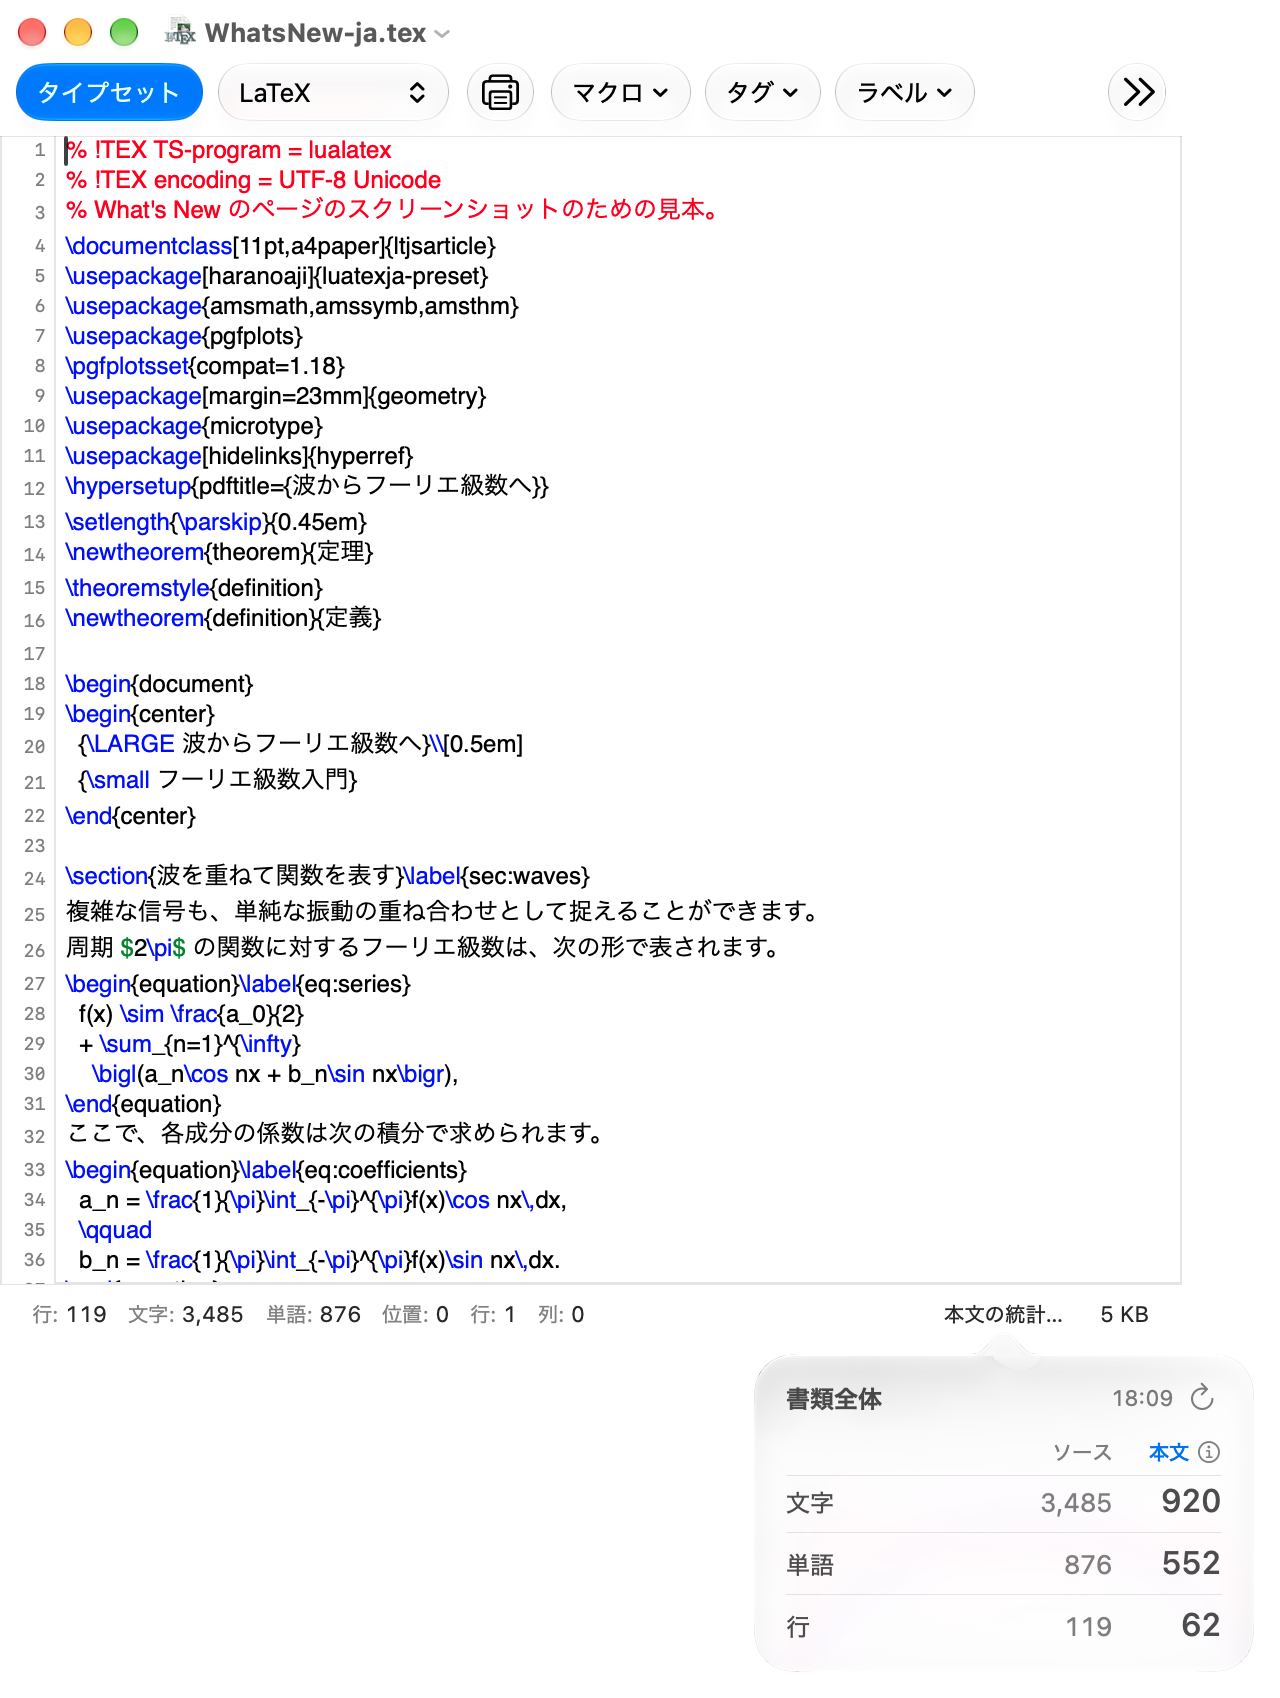 WhatsNew-ja.tex
タイプセット LaTeX マクロ タグ ラベル
1 % !TEX TS-program = lualatex
2 % !TEX encoding = UTF-8 Unicode
3 % What's New のページのスクリーンショットのための見本。
4 \documentclass[11pt,a4paper]{ltjsarticle}
5 \usepackage[haranoaji]{luatexja-preset}
6 \usepackage{amsmath,amssymb,amsthm}
7 \usepackage{pgfplots}
8 \pgfplotsset{compat=1.18}
9 \usepackage[margin=23mm]{geometry}
10 \usepackage{microtype}
11 \usepackage[hidelinks]{hyperref}
12 \hypersetup{pdftitle={波からフーリエ級数へ}}
13 \setlength{\parskip}{0.45em}
14 \newtheorem{theorem}{定理}
15 \theoremstyle{definition}
16 \newtheorem{definition}{定義}
17
18 \begin{document}
19 \begin{center}
20 {\LARGE 波からフーリエ級数へ}\\[0.5em]
21 {\small フーリエ級数入門}
22 \end{center}
23
24 \section{波を重ねて関数を表す}\label{sec:waves}
25 複雑な信号も、単純な振動の重ね合わせとして捉えることができます。
26 周期 $2\pi$ の関数に対するフーリエ級数は、次の形で表されます。
27 \begin{equation}\label{eq:series}
28 f(x) \sim \frac{a_0}{2}
29 + \sum_{n=1}^{\infty}
30 \bigl(a_n\cos nx + b_n\sin nx\bigr),
31 \end{equation}
32 ここで、各成分の係数は次の積分で求められます。
33 \begin{equation}\label{eq:coefficients}
34 a_n = \frac{1}{\pi}\int_{-\pi}^{\pi}f(x)\cos nx\,dx,
35 \qquad
36 b_n = \frac{1}{\pi}\int_{-\pi}^{\pi}f(x)\sin nx\,dx.
行: 119 文字: 3,485 単語: 876 位置: 0 行: 1 列: 0 本文の統計... 5 KB
書類全体 18:09
ソース 本文
文字 3,485 920
単語 876 552
行 119 62